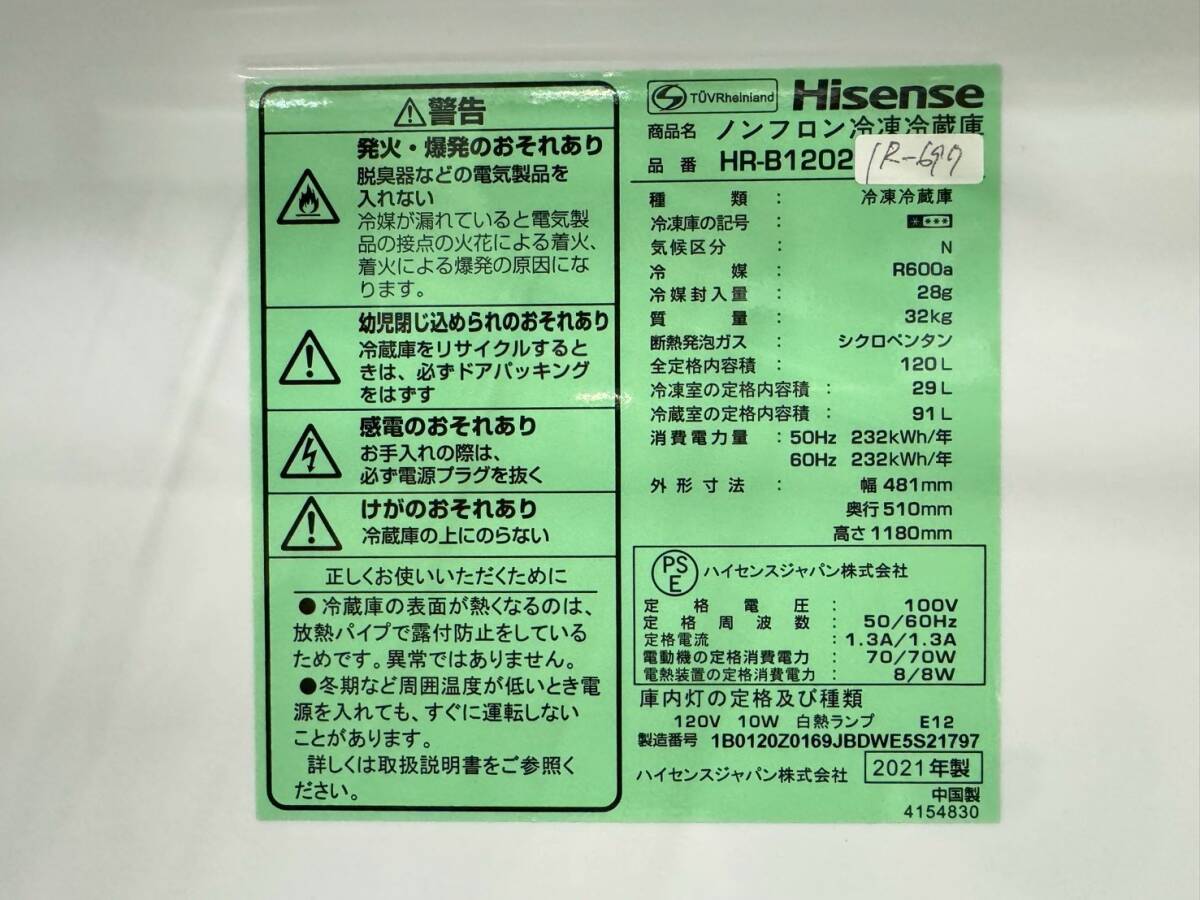 警告
発火・爆発のおそれあり
脱臭器などの電気製品を
入れない
冷媒が漏れていると電気製
品の接点の火花による着火、
着火による爆発の原因にな
ります。
幼児閉じ込められのおそれあり
冷蔵庫をリサイクルすると
きは、必ずドアパッキング
をはずす
感電のおそれあり
お手入れの際は、
必ず電源プラグを抜く
けがのおそれあり
冷蔵庫の上にのらない
正しくお使いいただくために
●冷蔵庫の表面が熱くなるのは、
放熱パイプで露付防止をしている
ためです。異常ではありません。
●冬期など周囲温度が低いとき電
源を入れても、すぐに運転しない
ことがあります。
詳しくは取扱説明書をご参照く
ださい。
TÜVRheinland Hisense
商品名 ノンフロン冷凍冷蔵庫
品番 HR-B1202
種類 : 冷凍冷蔵庫
冷凍庫の記号 :
気候区分 : N
冷媒 : R600a
冷媒封入量 : 28g
質量 : 32kg
断熱発泡ガス : シクロペンタン
全定格内容積 : 120L
冷凍室の定格内容積 : 29L
冷蔵室の定格内容積 : 91L
消費電力量 : 50Hz 232kWh/年
60Hz 232kWh/年
外形寸法 : 幅 481mm
奥行 510mm
高さ 1180mm
PSE ハイセンスジャパン株式会社
定格電圧 : 100V
定格周波数 : 50/60Hz
定格電流 : 1.3A/1.3A
電動機の定格消費電力 : 70/70W
電熱装置の定格消費電力 : 8/8W
庫内灯の定格及び種類
120V 10W 白熱ランプ E12
製造番号 1B0120Z0169JBDWE5S21797
ハイセンスジャパン株式会社 2021年製
中国製
4154830